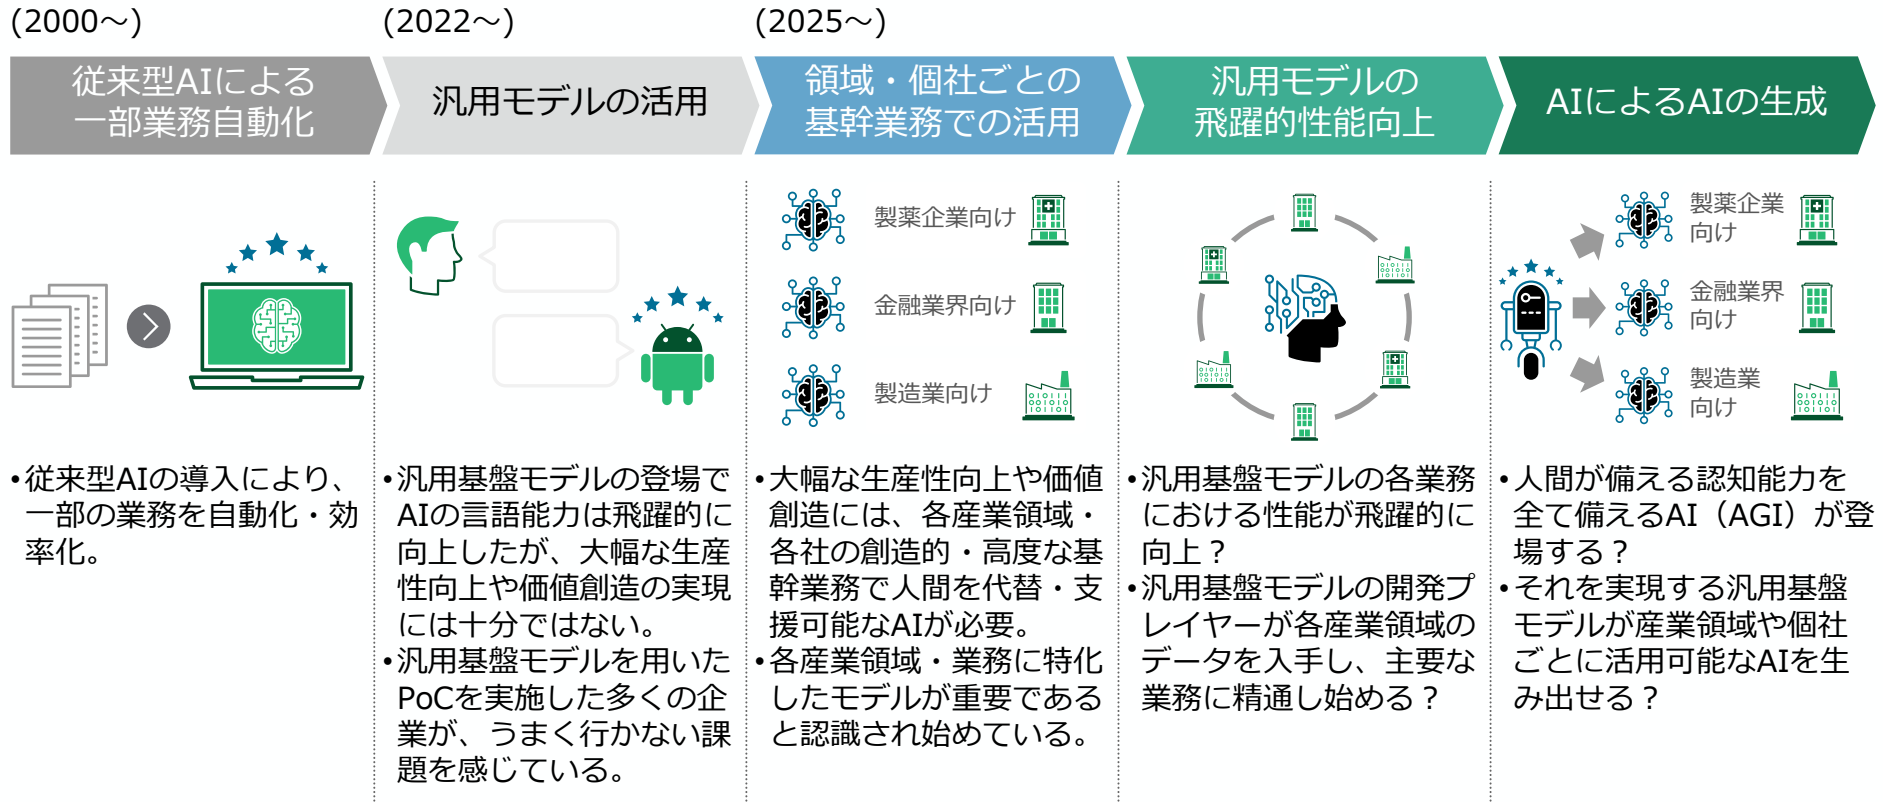 (2000～)
(2022～)
(2025～)
従来型AIによる
一部業務自動化
汎用モデルの活用
領域・個社ごとの
基幹業務での活用
汎用モデルの
飛躍的性能向上
AIによるAIの生成
製薬企業向け
金融業界向け
製造業向け
製薬企業
向け
金融業界
向け
製造業
向け
•従来型AIの導入により、
一部の業務を自動化・効
率化。
•汎用基盤モデルの登場で
AIの言語能力は飛躍的に
向上したが、大幅な生産
性向上や価値創造の実現
には十分ではない。
•汎用基盤モデルを用いた
PoCを実施した多くの企
業が、うまく行かない課
題を感じている。
•大幅な生産性向上や価値
創造には、各産業領域・
各社の創造的・高度な基
幹業務で人間を代替・支
援可能なAIが必要。
•各産業領域・業務に特化
したモデルが重要である
と認識され始めている。
•汎用基盤モデルの各業務
における性能が飛躍的に
向上？
•汎用基盤モデルの開発プ
レイヤーが各産業領域の
データを入手し、主要な
業務に精通し始める？
•人間が備える認知能力を
全て備えるAI（AGI）が登
場する？
•それを実現する汎用基盤
モデルが産業領域や個社
ごとに活用可能なAIを生
み出せる？